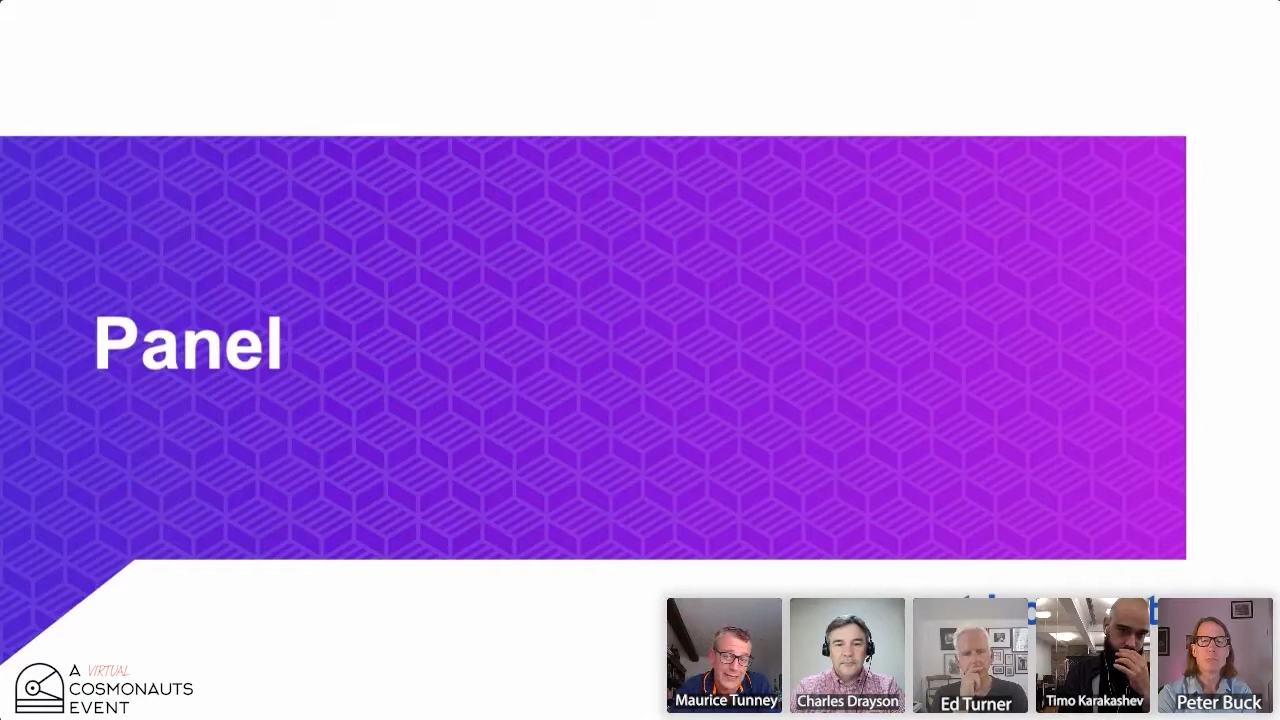 Panel
A VIRTUAL
COSMONAUTS
EVENT
Maurice Tunney
Charles Drayson
Ed Turner
Timo Karakashev
Peter Buck